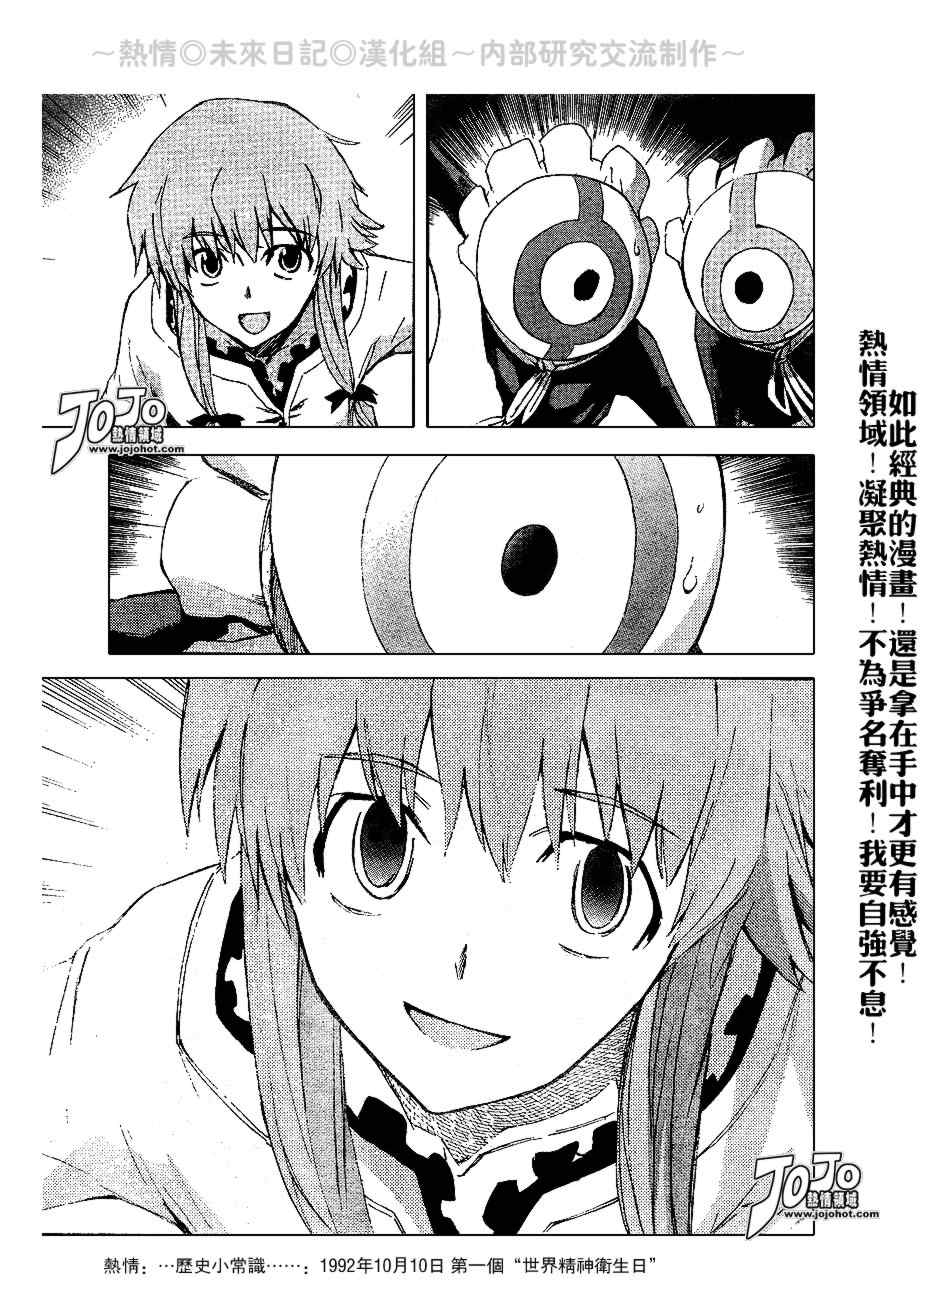 ～熱情◎未來日記◎漢化組～内部研究交流制作～
JOJO
熱情領域
www.jojohot.com
如此經典的漫畫！還是拿在手中才更有感覺！
熱情領域！凝聚熱情！不為爭名奪利！我要自強不息！
JOJO
熱情領域
www.jojohot.com
熱情：…歷史小常識……：1992年10月10日 第一個“世界精神衛生日”